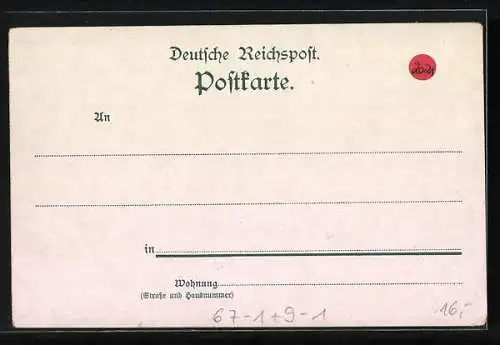 Deutsche Reichspost.
Postkarte.
An
in
Wohnung
(Straße und Hausnummer)
67-1+9-1
16,-